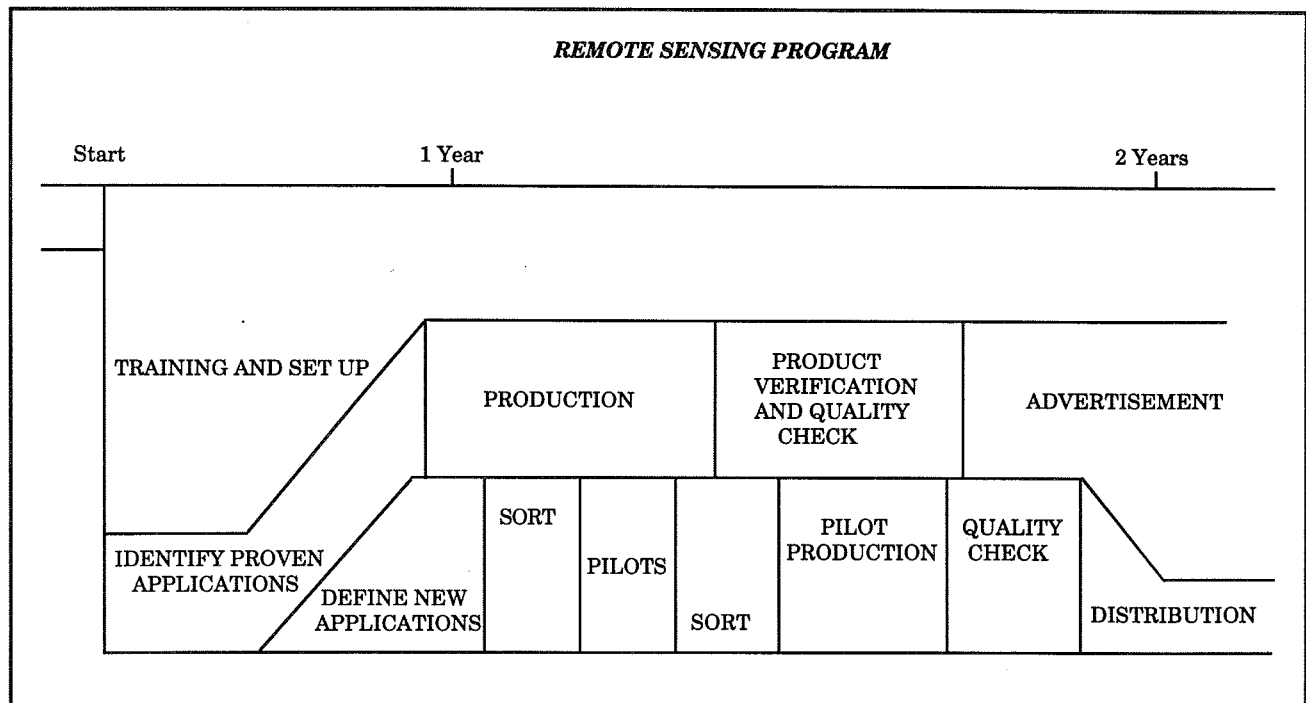 REMOTE SENSING PROGRAM
Start
1 Year
2 Years
TRAINING AND SET UP
PRODUCTION
PRODUCT
VERIFICATION
AND QUALITY
CHECK
ADVERTISEMENT
IDENTIFY PROVEN
APPLICATIONS
DEFINE NEW
APPLICATIONS
SORT
PILOTS
SORT
PILOT
PRODUCTION
QUALITY
CHECK
DISTRIBUTION